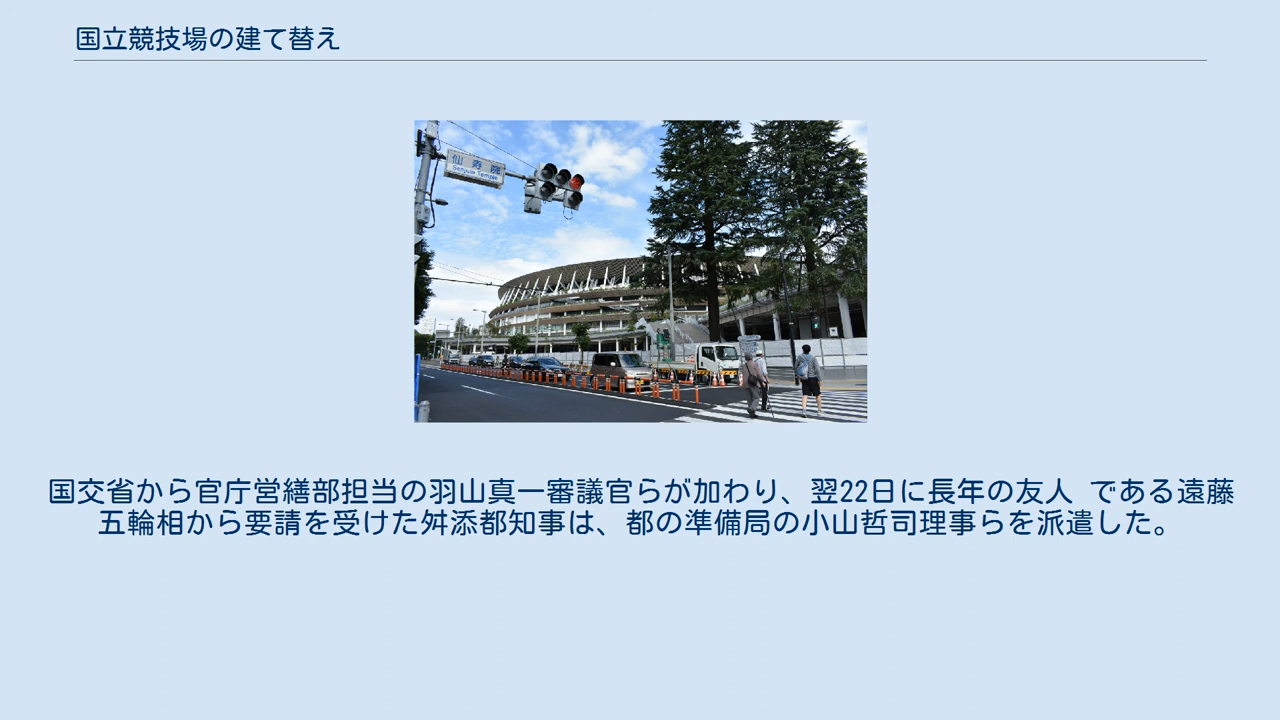 国立競技場の建て替え
仙寿院
Senjuin Temple
国交省から官庁営繕部担当の羽山真一審議官らが加わり、翌22日に長年の友人 である遠藤
五輪相から要請を受けた舛添都知事は、都の準備局の小山哲司理事らを派遣した。